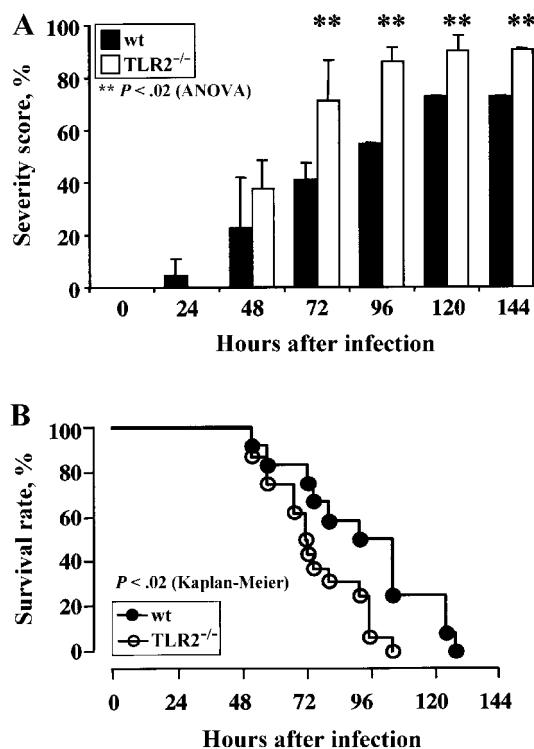 A
** ** ** **
100
80
60
40
20
0
Severity score, %
wt
TLR2−/−
** P < .02 (ANOVA)
0 24 48 72 96 120 144
Hours after infection
B
100
80
60
40
20
0
Survival rate, %
P < .02 (Kaplan-Meier)
wt
TLR2−/−
0 24 48 72 96 120 144
Hours after infection